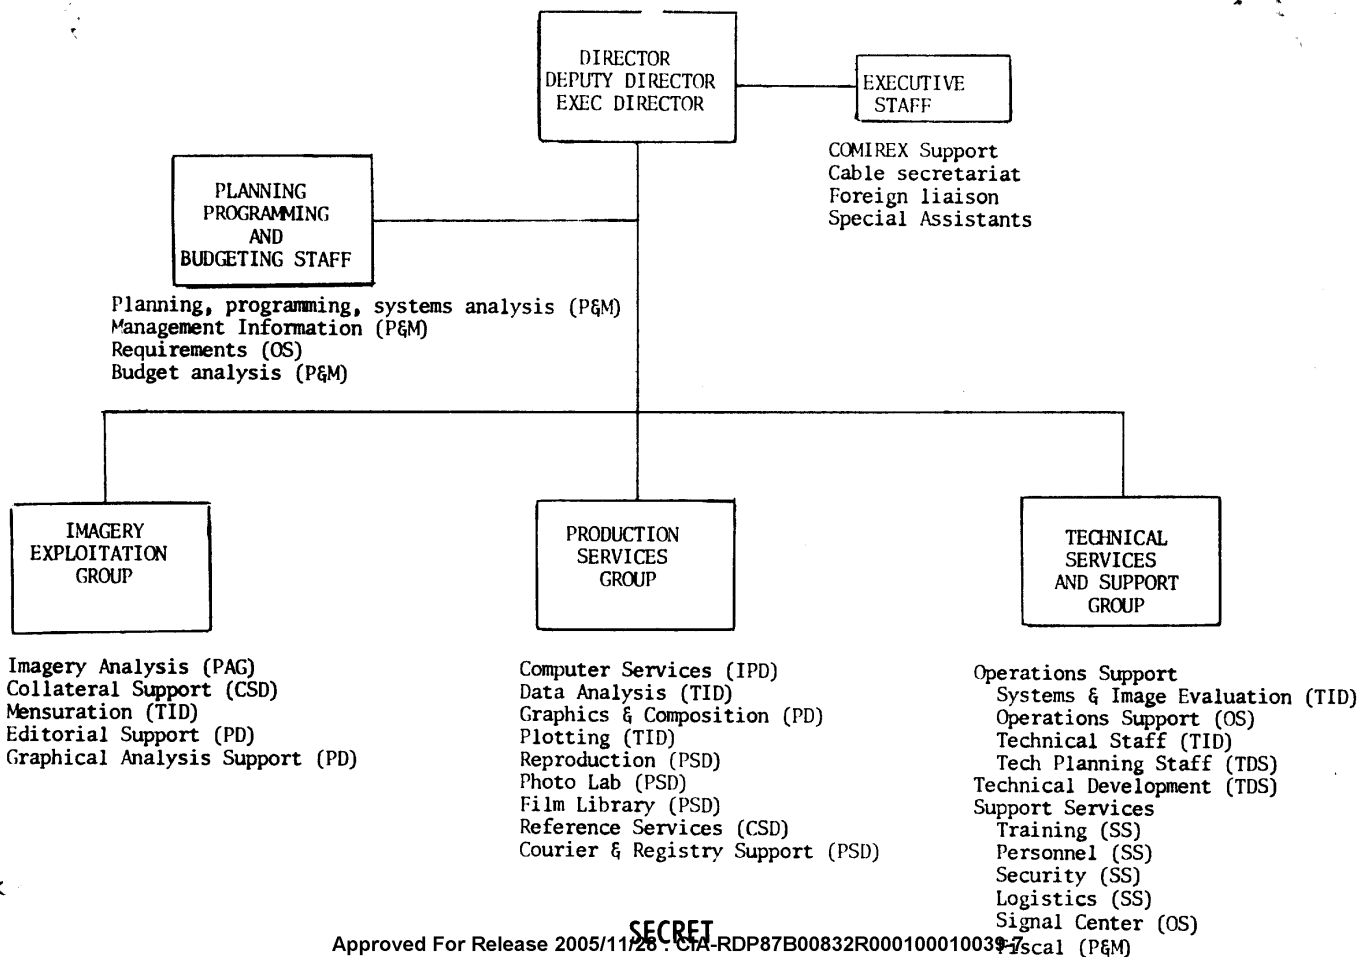 DIRECTOR
DEPUTY DIRECTOR
EXEC DIRECTOR
EXECUTIVE
STAFF
COMIREX Support
Cable secretariat
Foreign liaison
Special Assistants
PLANNING
PROGRAMMING
AND
BUDGETING STAFF
Planning, programming, systems analysis (P&M)
Management Information (P&M)
Requirements (OS)
Budget analysis (P&M)
IMAGERY
EXPLOITATION
GROUP
Imagery Analysis (PAG)
Collateral Support (CSD)
Mensuration (TID)
Editorial Support (PD)
Graphical Analysis Support (PD)
PRODUCTION
SERVICES
GROUP
Computer Services (IPD)
Data Analysis (TID)
Graphics & Composition (PD)
Plotting (TID)
Reproduction (PSD)
Photo Lab (PSD)
Film Library (PSD)
Reference Services (CSD)
Courier & Registry Support (PSD)
TECHNICAL
SERVICES
AND SUPPORT
GROUP
Operations Support
Systems & Image Evaluation (TID)
Operations Support (OS)
Technical Staff (TID)
Tech Planning Staff (TDS)
Technical Development (TDS)
Support Services
Training (SS)
Personnel (SS)
Security (SS)
Logistics (SS)
Signal Center (OS)
Fiscal (P&M)
SECRET
Approved For Release 2005/11/28 : CIA-RDP87B00832R000100010039-7